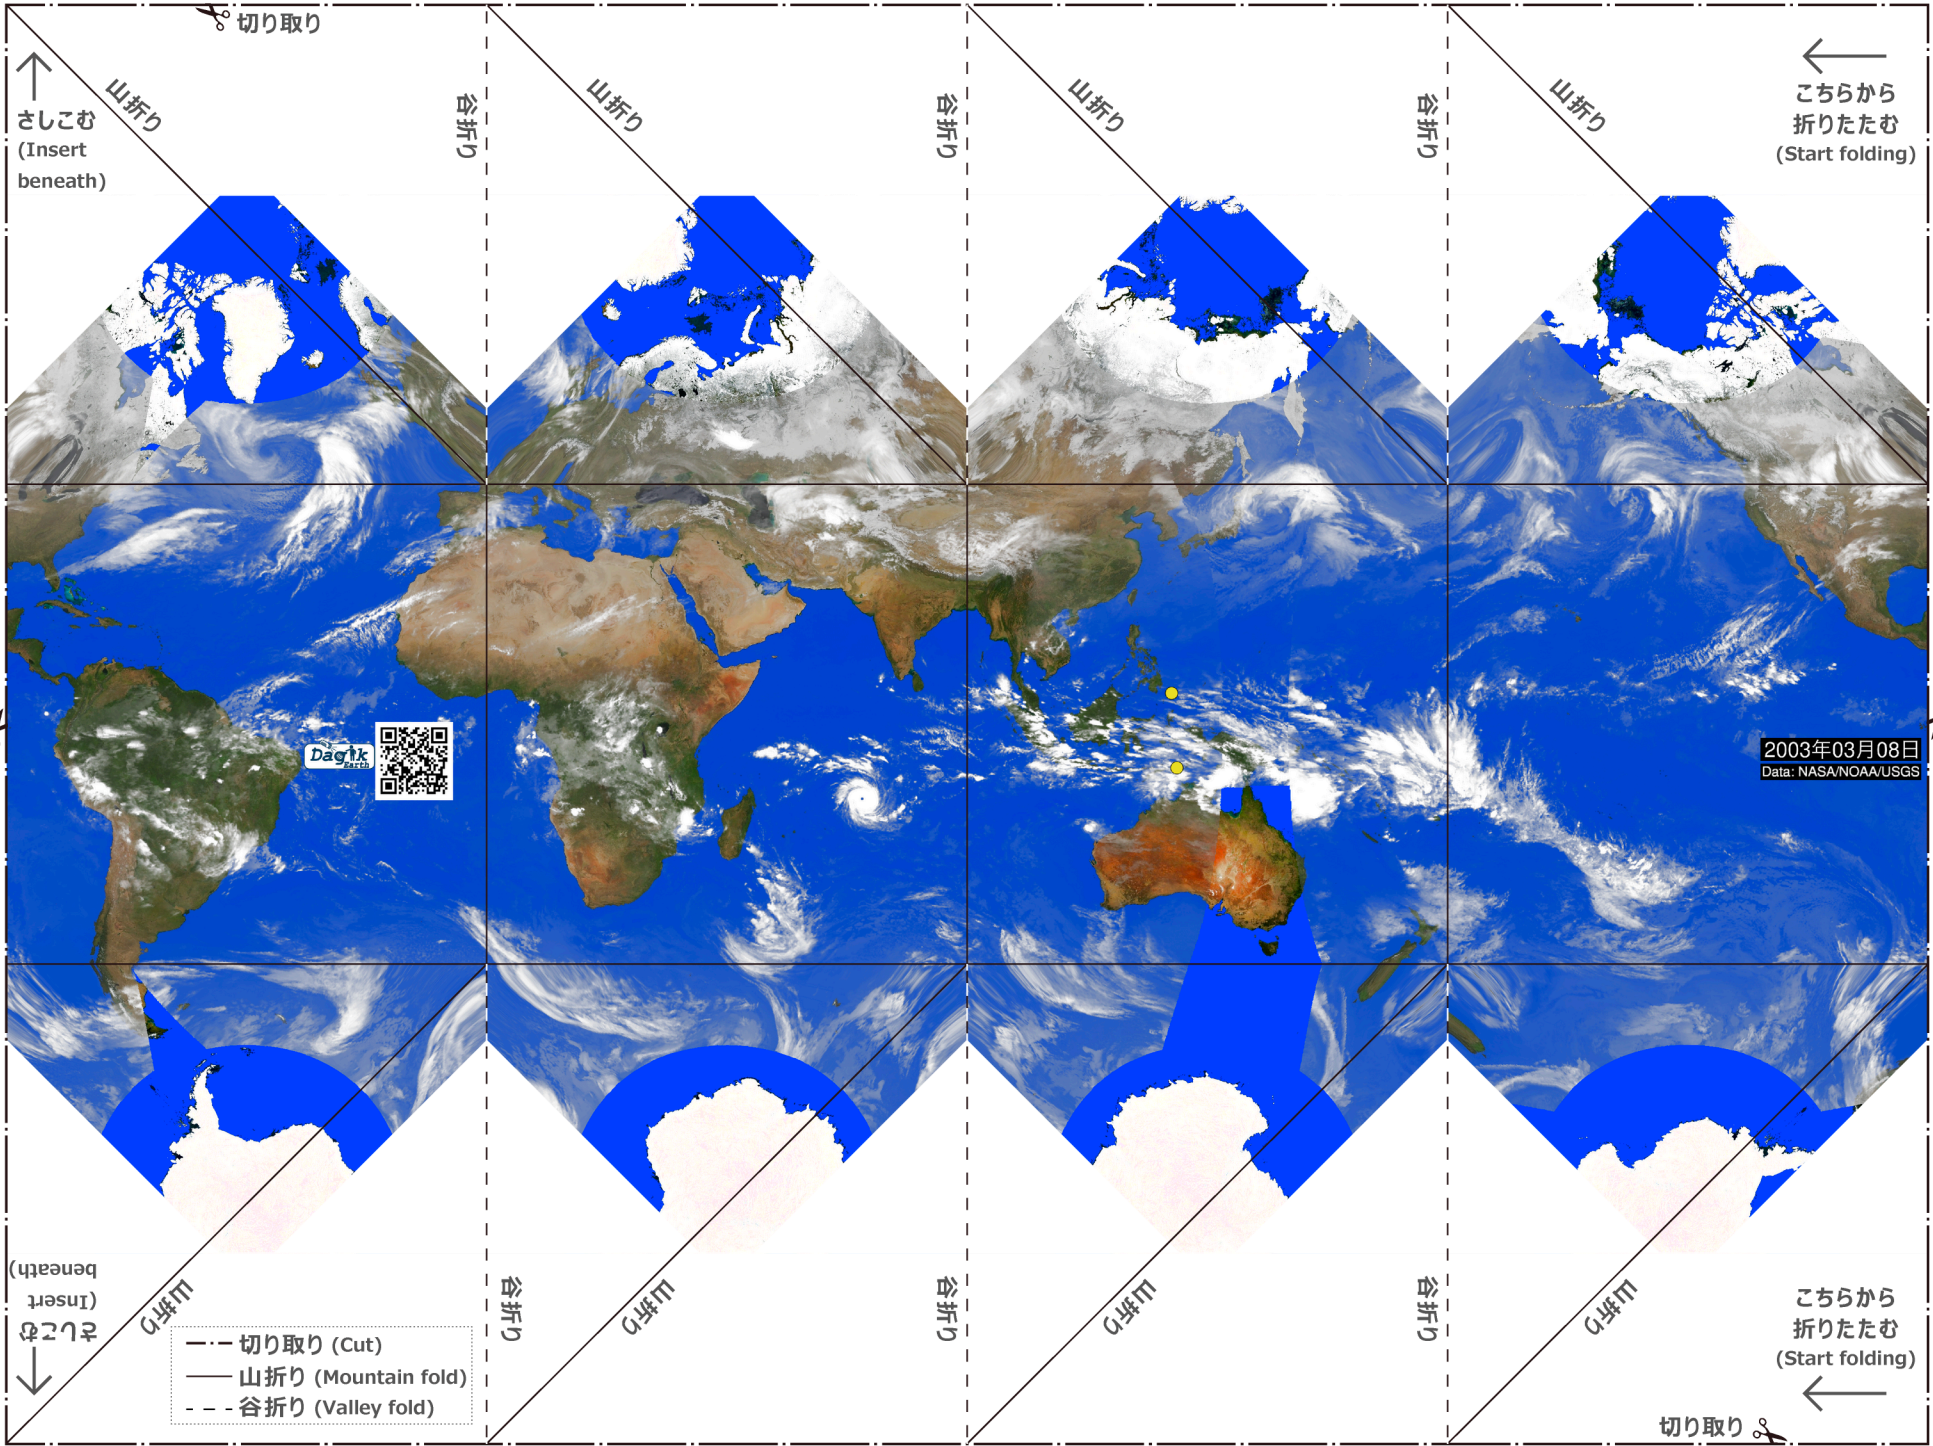 切り取り
さしこむ
(Insert
beneath)
山折り
谷折り
山折り
谷折り
山折り
谷折り
山折り
こちらから
折りたたむ
(Start folding)
Dagik
Earth
2003年03月08日
Data: NASA/NOAA/USGS
さしこむ
(Insert
beneath)
山折り
谷折り
山折り
谷折り
山折り
谷折り
山折り
こちらから
折りたたむ
(Start folding)
切り取り (Cut)
山折り (Mountain fold)
谷折り (Valley fold)
切り取り